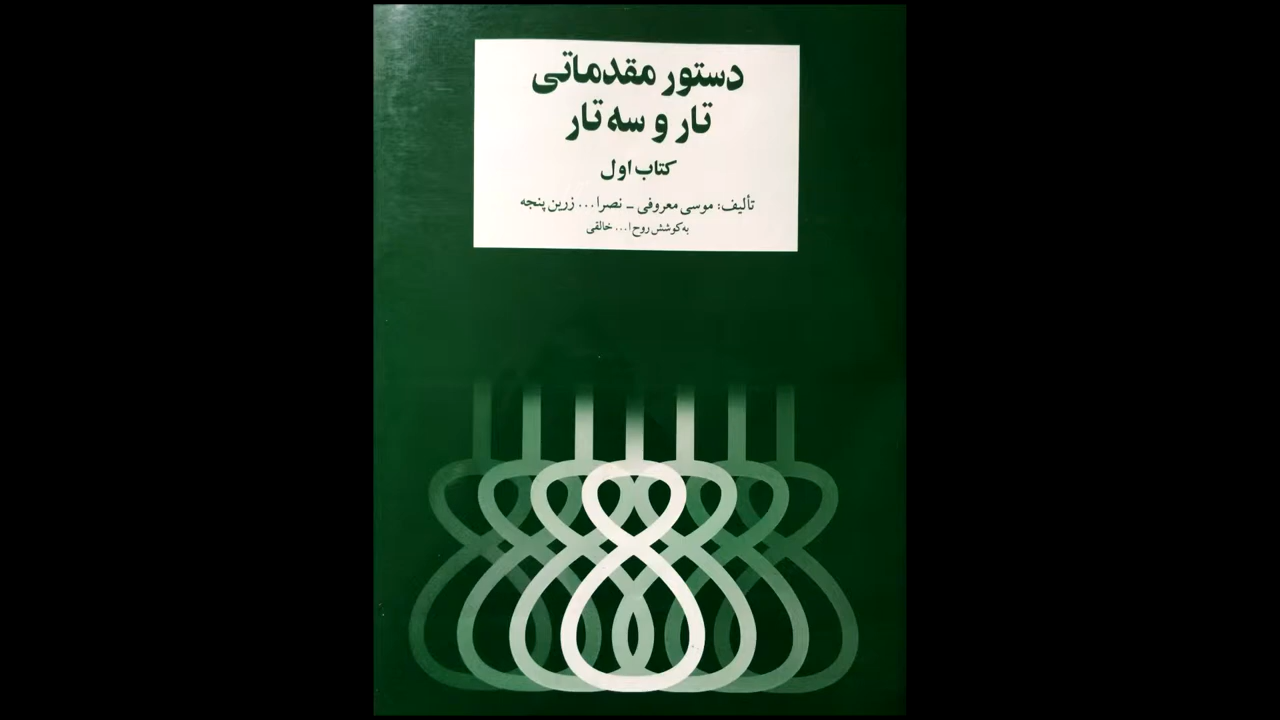 دستور مقدماتی
تار و سه تار
کتاب اول
تألیف: موسی معروفی ـ نصرا... زرین پنجه
به کوشش روح ا... خالقی